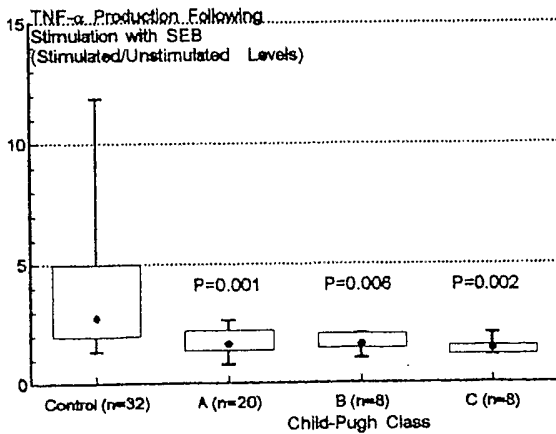 TNF-α Production Following
Stimulation with SEB
(Stimulated/Unstimulated Levels)
15
10
5
0
P=0.001 P=0.006 P=0.002
Control (n=32) A (n=20) B (n=8) C (n=8)
Child-Pugh Class